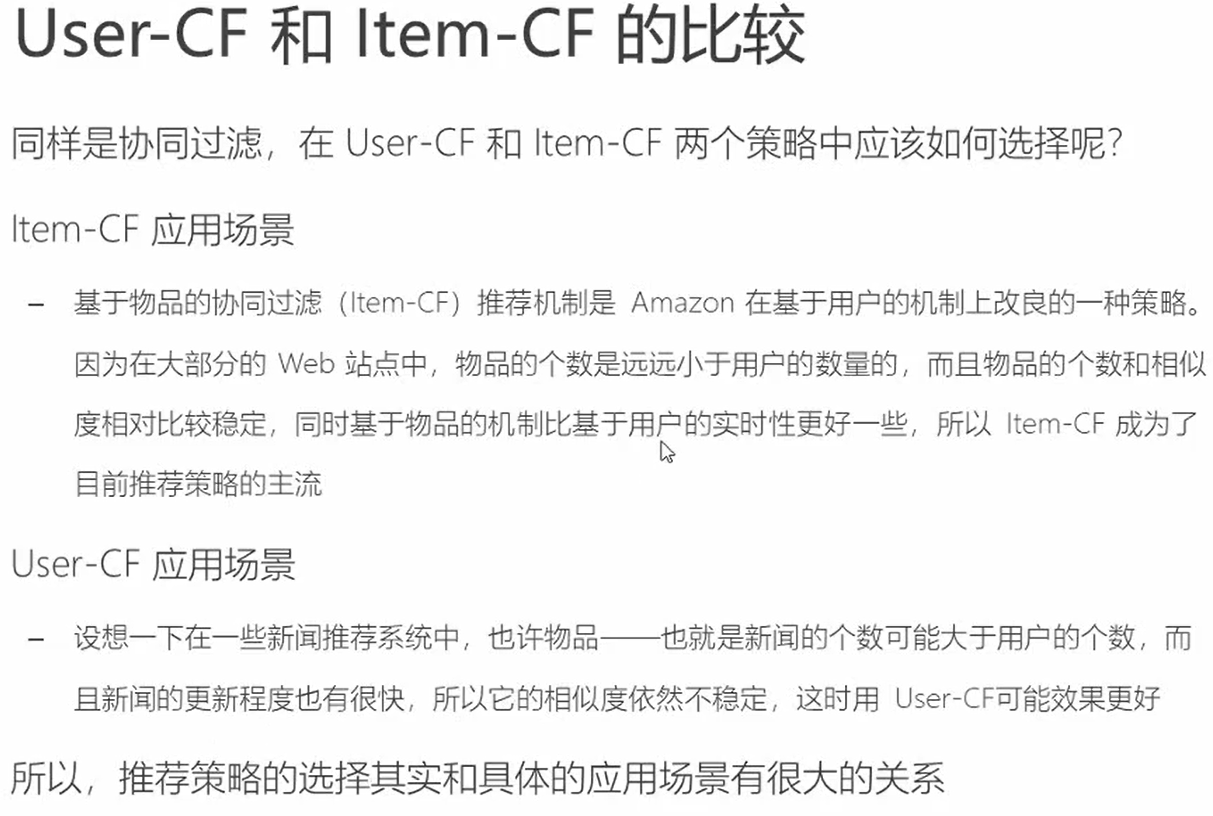 User-CF 和 Item-CF 的比较
同样是协同过滤，在 User-CF 和 Item-CF 两个策略中应该如何选择呢？
Item-CF 应用场景
– 基于物品的协同过滤（Item-CF）推荐机制是 Amazon 在基于用户的机制上改良的一种策略。
因为在大部分的 Web 站点中，物品的个数是远远小于用户的数量的，而且物品的个数和相似
度相对比较稳定，同时基于物品的机制比基于用户的实时性更好一些，所以 Item-CF 成为了
目前推荐策略的主流
User-CF 应用场景
– 设想一下在一些新闻推荐系统中，也许物品——也就是新闻的个数可能大于用户的个数，而
且新闻的更新程度也有很快，所以它的相似度依然不稳定，这时用 User-CF可能效果更好
所以，推荐策略的选择其实和具体的应用场景有很大的关系